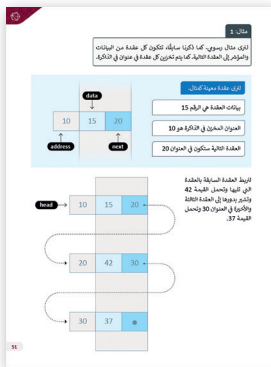 مثال: 1
لنرى مثال رسومي. كما ذكرنا سابقًا، تتكون كل عقدة من البيانات
والمؤشر إلى العقدة التالية، كما يتم تخزين كل عقدة في عنوان في الذاكرة.
لنرى عقدة معينة كمثال.
data
10 15 20
address
next
بيانات العقدة هي الرقم 15
العنوان المخزن في الذاكرة هو 10
العقدة التالية ستكون في العنوان 20
لنربط العقدة السابقة بالعقدة
التي تليها وتحمل القيمة 42
وتشير بدورها إلى العقدة الثالثة
والأخيرة في العنوان 30 وتحمل
القيمة 37.
head
10 15 20
20 42 30
30 37
51